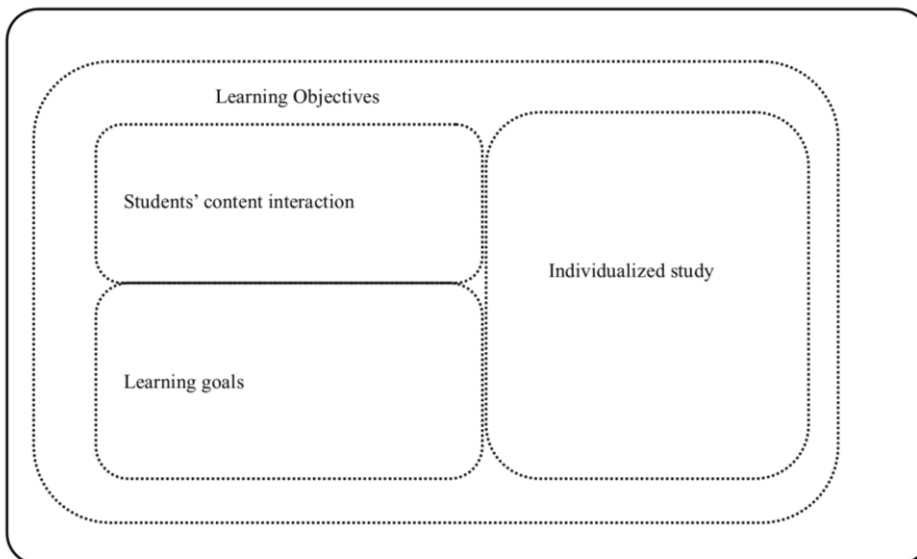 Learning Objectives
Students’ content interaction
Individualized study
Learning goals